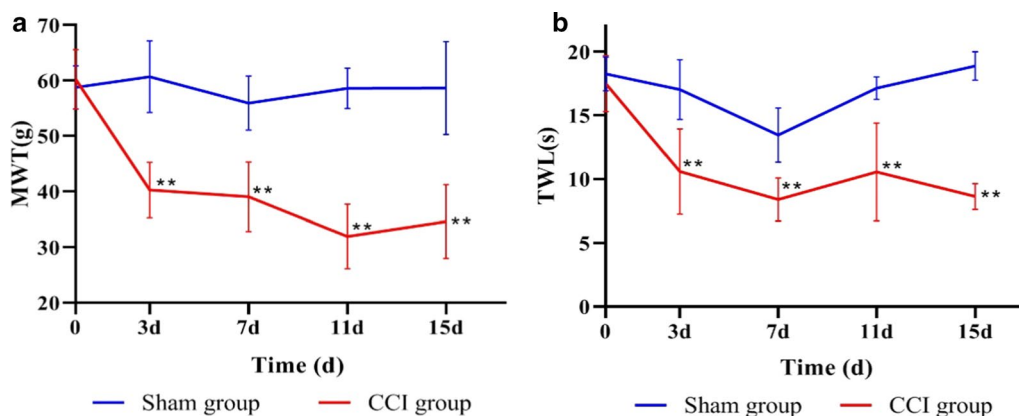 a
MWT(g)
70
60
50
40
30
20
**
**
**
**
0 3d 7d 11d 15d
Time (d)
Sham group CCI group
b
TWL(s)
20
15
10
5
0
**
**
**
**
0 3d 7d 11d 15d
Time (d)
Sham group CCI group